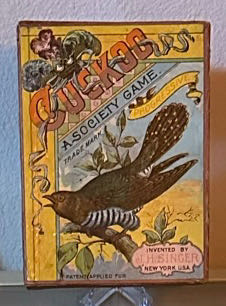 CUCKOO
A SOCIETY GAME.
PROGRESSIVE
TRADE MARK
INVENTED BY
J.H. SINGER
NEW YORK U.S.A.
PATENT APPLIED FOR